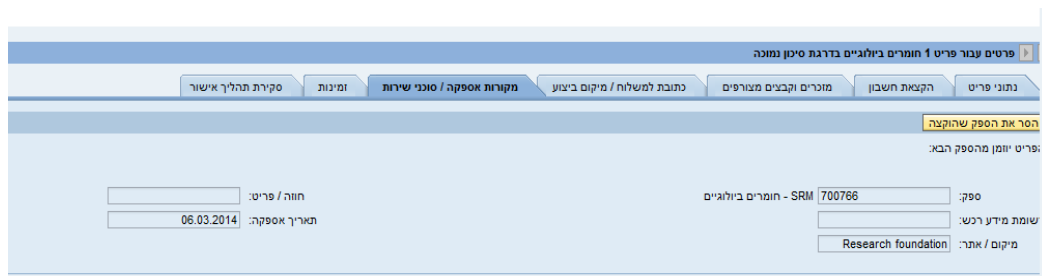 פרטים עבור פריט 1 חומרים ביולוגיים בדרגת סיכון נמוכה
נתוני פריט הקצאת חשבון מזכרים וקבצים מצורפים כתובת למשלוח / מיקום ביצוע מקורות אספקה / סוכני שירות זמינות סקירת תהליך אישור
הסר את הספק שהוקצה
הפריט יוזמן מהספק הבא:
ספק: 700766 SRM - חומרים ביולוגיים חוזה / פריט:
רשומת מידע רכש: תאריך אספקה: 06.03.2014
מיקום / אתר: Research foundation